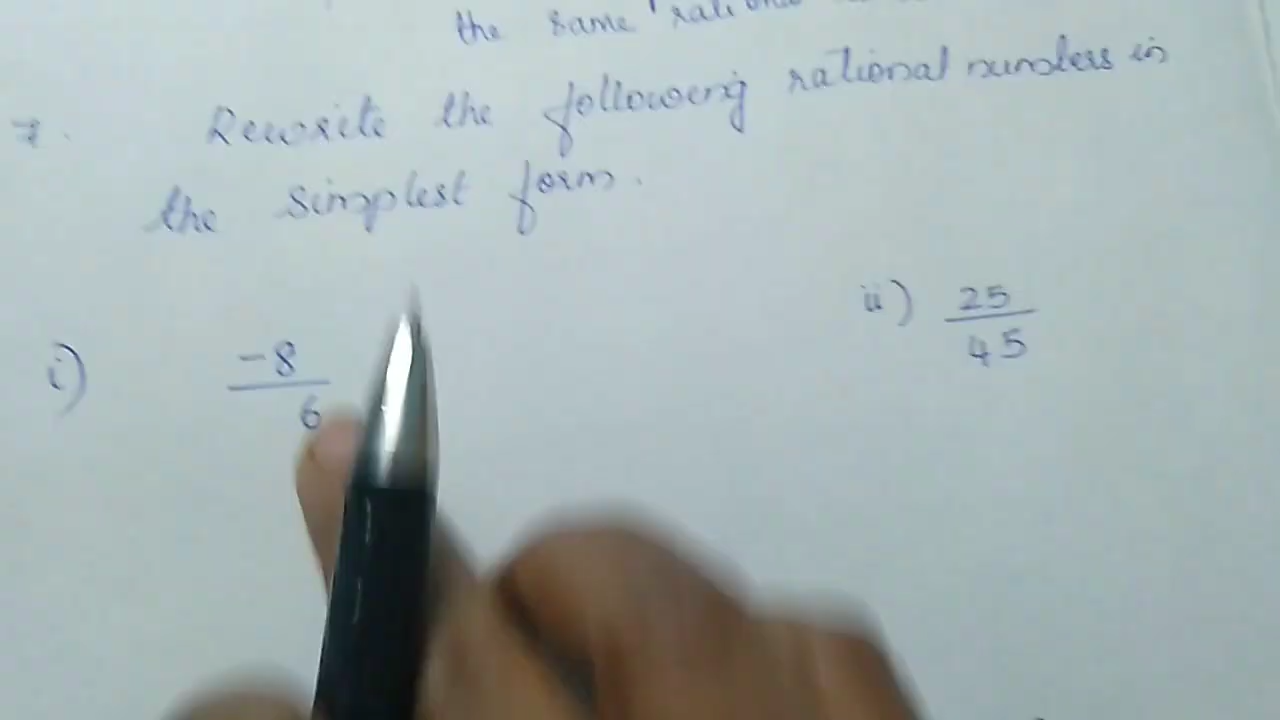 the same
7. Rewrite the following rational numbers in
the simplest form.
i) -8/6 ii) 25/45